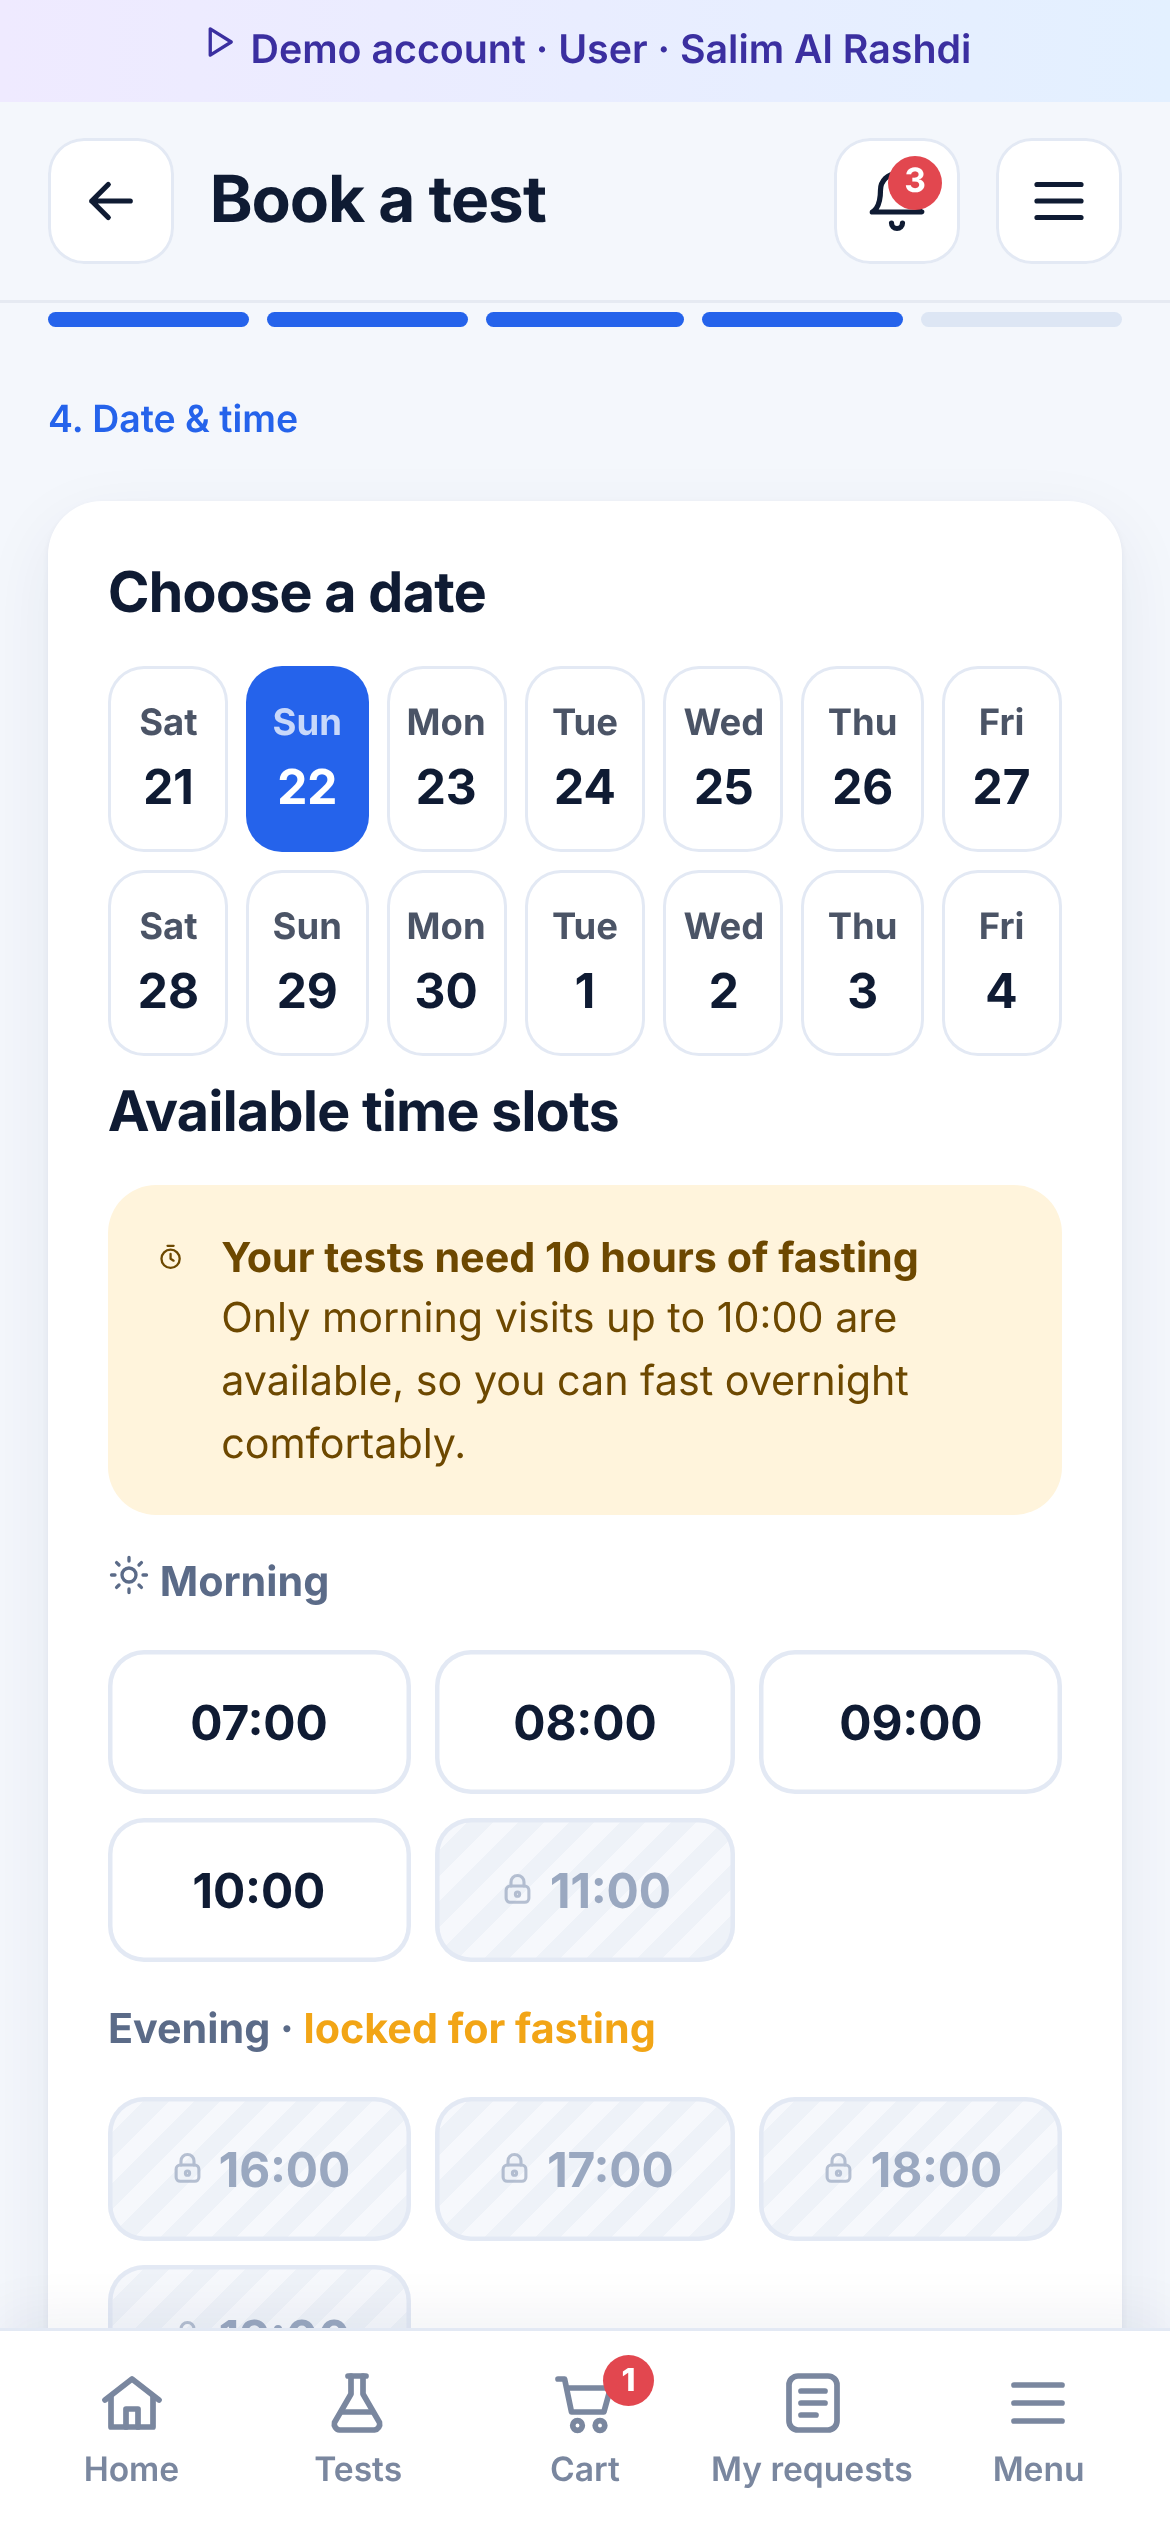 Demo account · User · Salim Al Rashdi
Book a test
3
4. Date & time
Choose a date
Sat Sun Mon Tue Wed Thu Fri
21 22 23 24 25 26 27
Sat Sun Mon Tue Wed Thu Fri
28 29 30 1 2 3 4
Available time slots
Your tests need 10 hours of fasting
Only morning visits up to 10:00 are
available, so you can fast overnight
comfortably.
Morning
07:00 08:00 09:00
10:00 11:00
Evening · locked for fasting
16:00 17:00 18:00
1
Home Tests Cart My requests Menu